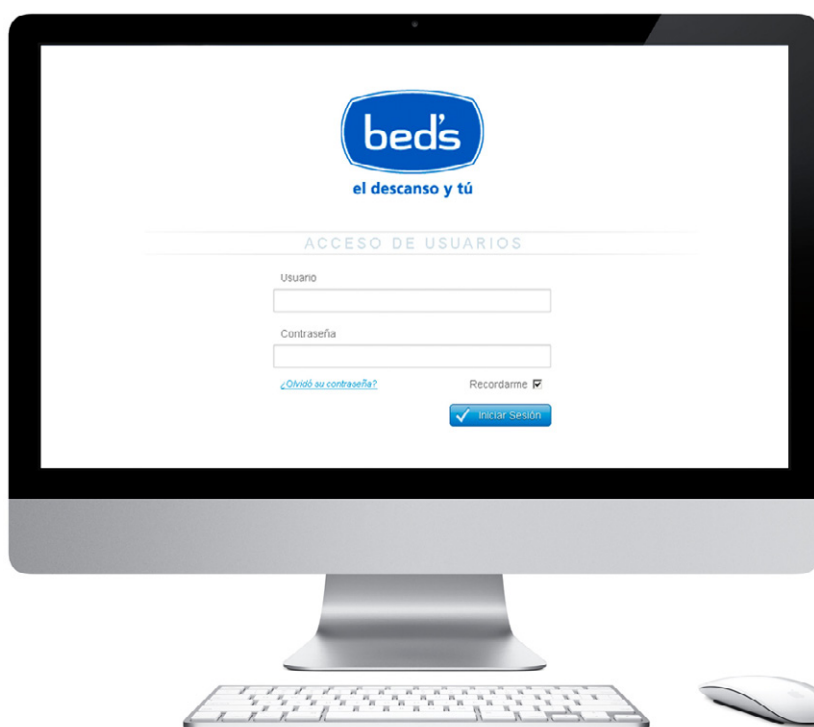 bed's
el descanso y tú
ACCESO DE USUARIOS
Usuario
Contraseña
¿Olvidó su contraseña?
Recordarme
Iniciar Sesión